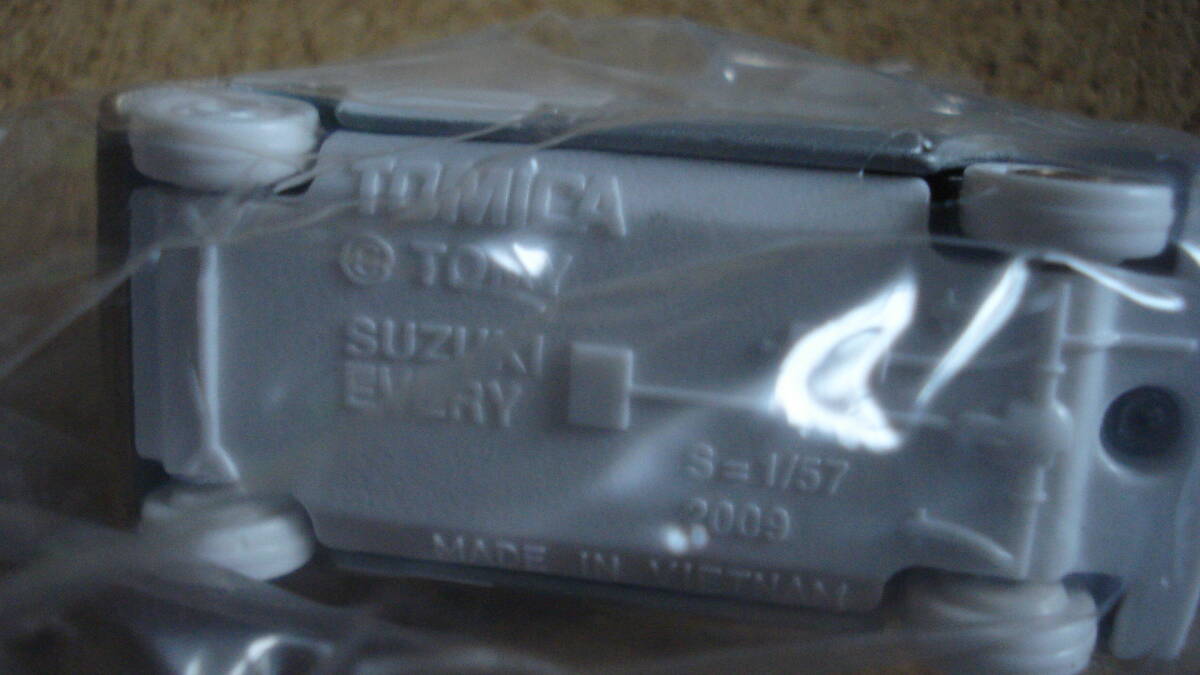 TOMICA
© TOMY
SUZUKI
EVERY
S=1/57
2009
MADE IN VIETNAM